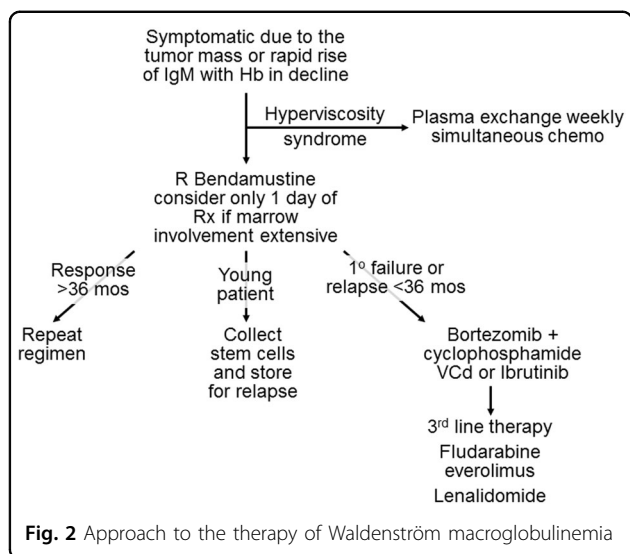 Symptomatic due to the
tumor mass or rapid rise
of IgM with Hb in decline
Hyperviscosity
syndrome
Plasma exchange weekly
simultaneous chemo
R Bendamustine
consider only 1 day of
Rx if marrow
involvement extensive
Response
>36 mos
Young
patient
1º failure or
relapse <36 mos
Repeat
regimen
Collect
stem cells
and store
for relapse
Bortezomib +
cyclophosphamide
VCd or Ibrutinib
3rd line therapy
Fludarabine
everolimus
Lenalidomide
Fig. 2 Approach to the therapy of Waldenström macroglobulinemia